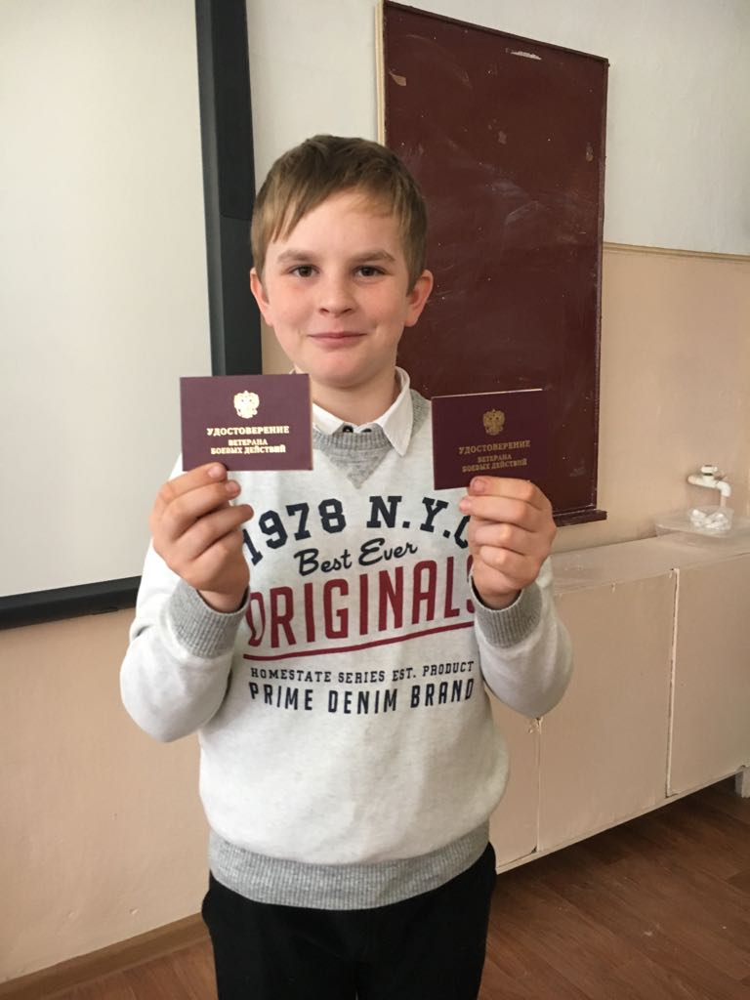 УДОСТОВЕРЕНИЕ
ВЕТЕРАНА
БОЕВЫХ ДЕЙСТВИЙ
УДОСТОВЕРЕНИЕ
ВЕТЕРАНА
БОЕВЫХ ДЕЙСТВИЙ
1978 N.Y.C
Best Ever
ORIGINALS
HOMESTATE SERIES EST. PRODUCT
PRIME DENIM BRAND